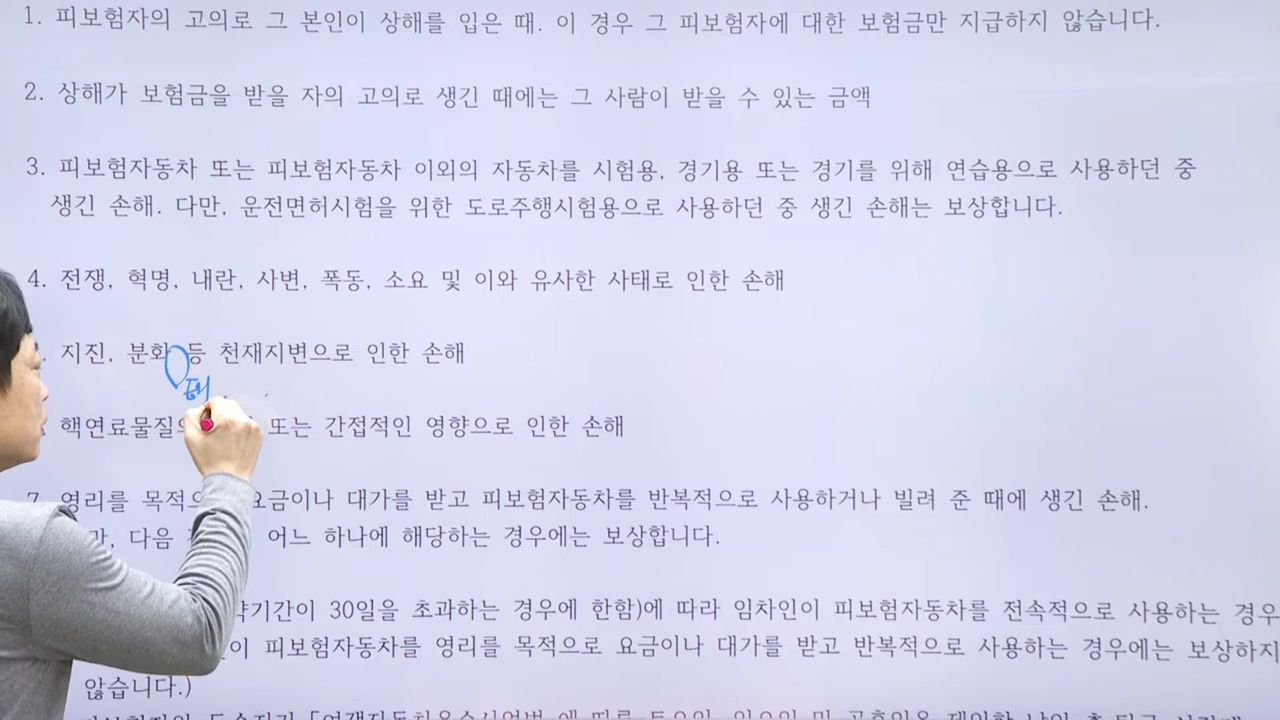 1. 피보험자의 고의로 그 본인이 상해를 입은 때. 이 경우 그 피보험자에 대한 보험금만 지급하지 않습니다.
2. 상해가 보험금을 받을 자의 고의로 생긴 때에는 그 사람이 받을 수 있는 금액
3. 피보험자동차 또는 피보험자동차 이외의 자동차를 시험용, 경기용 또는 경기를 위해 연습용으로 사용하던 중
생긴 손해. 다만, 운전면허시험을 위한 도로주행시험용으로 사용하던 중 생긴 손해는 보상합니다.
4. 전쟁, 혁명, 내란, 사변, 폭동, 소요 및 이와 유사한 사태로 인한 손해
지진, 분화 등 천재지변으로 인한 손해
태
핵연료물질의 또는 간접적인 영향으로 인한 손해
7. 영리를 목적으 요금이나 대가를 받고 피보험자동차를 반복적으로 사용하거나 빌려 준 때에 생긴 손해.
다음 어느 하나에 해당하는 경우에는 보상합니다.
약기간이 30일을 초과하는 경우에 한함)에 따라 임차인이 피보험자동차를 전속적으로 사용하는 경우
이 피보험자동차를 영리를 목적으로 요금이나 대가를 받고 반복적으로 사용하는 경우에는 보상하지
않습니다.)